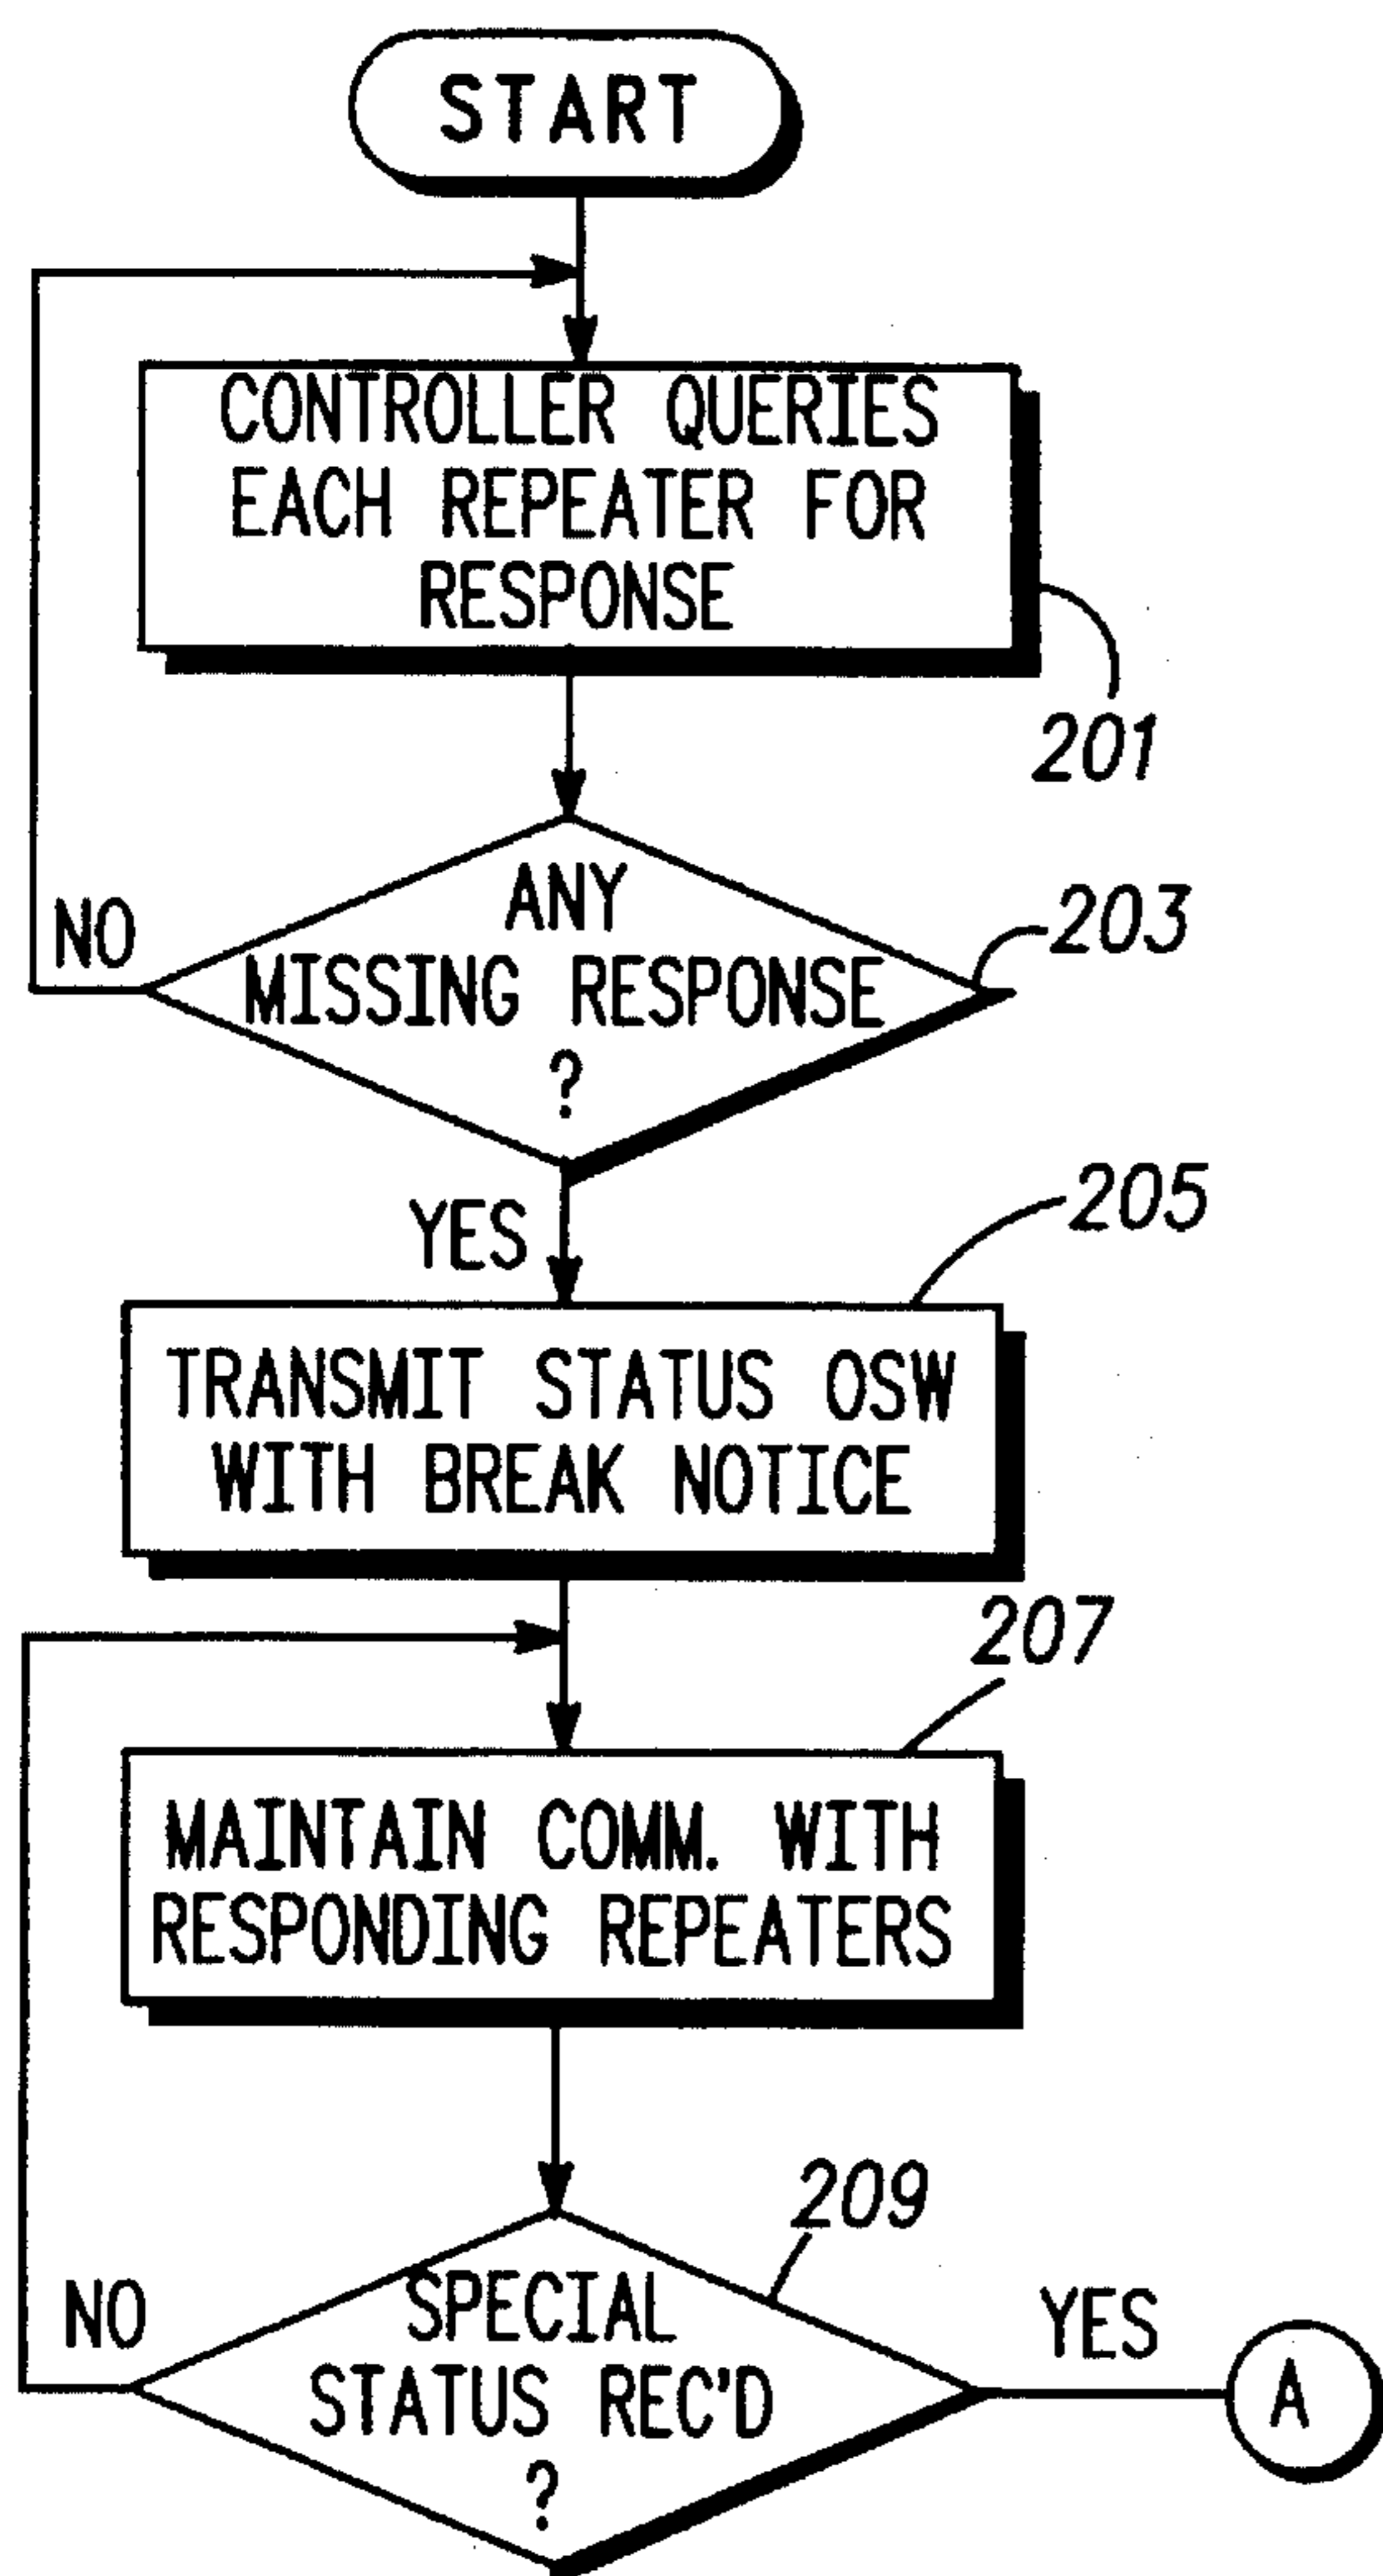 START
CONTROLLER QUERIES
EACH REPEATER FOR
RESPONSE
201
ANY
MISSING RESPONSE
?
203
NO
YES
205
TRANSMIT STATUS OSW
WITH BREAK NOTICE
207
MAINTAIN COMM. WITH
RESPONDING REPEATERS
209
SPECIAL
STATUS REC'D
?
NO
YES
A